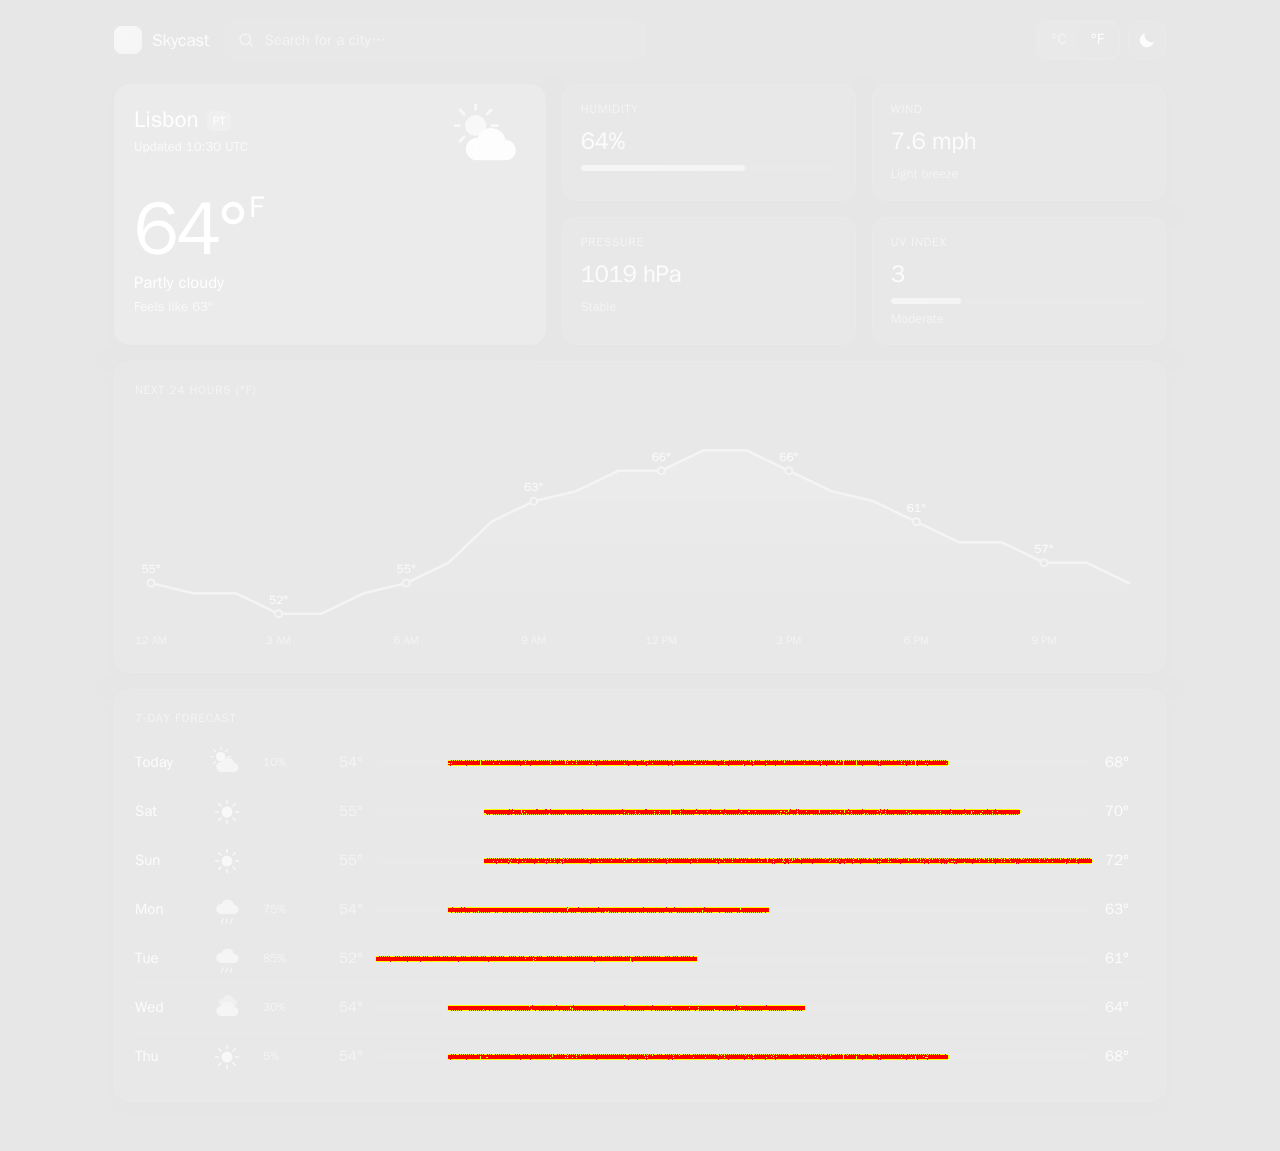 Skycast
Search for a city…
°C °F
Lisbon PT
Updated 10:30 UTC
64°F
Partly cloudy
Feels like 63°
HUMIDITY
64%
WIND
7.6 mph
Light breeze
PRESSURE
1019 hPa
Stable
UV INDEX
3
Moderate
NEXT 24 HOURS (°F)
55° 52° 55° 63° 66° 66° 61° 57°
12 AM 3 AM 6 AM 9 AM 12 PM 3 PM 6 PM 9 PM
7-DAY FORECAST
Today 10% 54° 68°
Sat 55° 70°
Sun 55° 72°
Mon 75% 54° 63°
Tue 95% 52° 61°
Wed 30% 54° 64°
Thu 5% 54° 68°